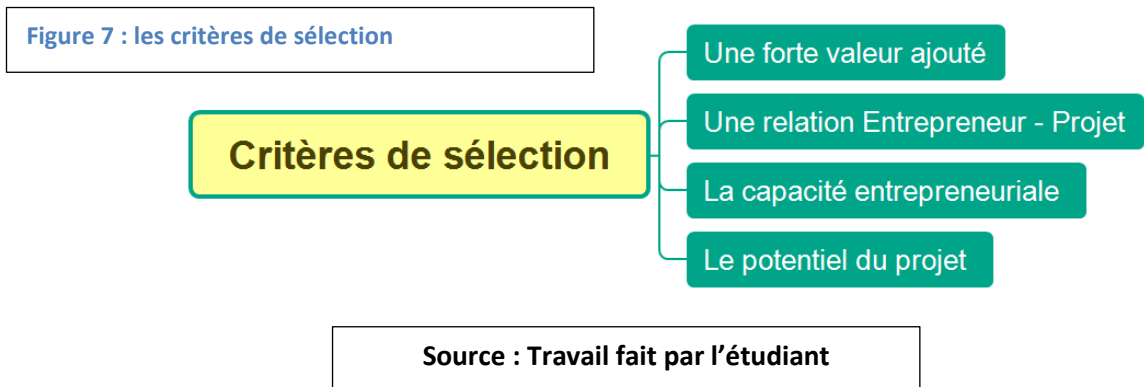 Figure 7 : les critères de sélection
Une forte valeur ajouté
Une relation Entrepreneur - Projet
Critères de sélection
La capacité entrepreneuriale
Le potentiel du projet
Source : Travail fait par l’étudiant